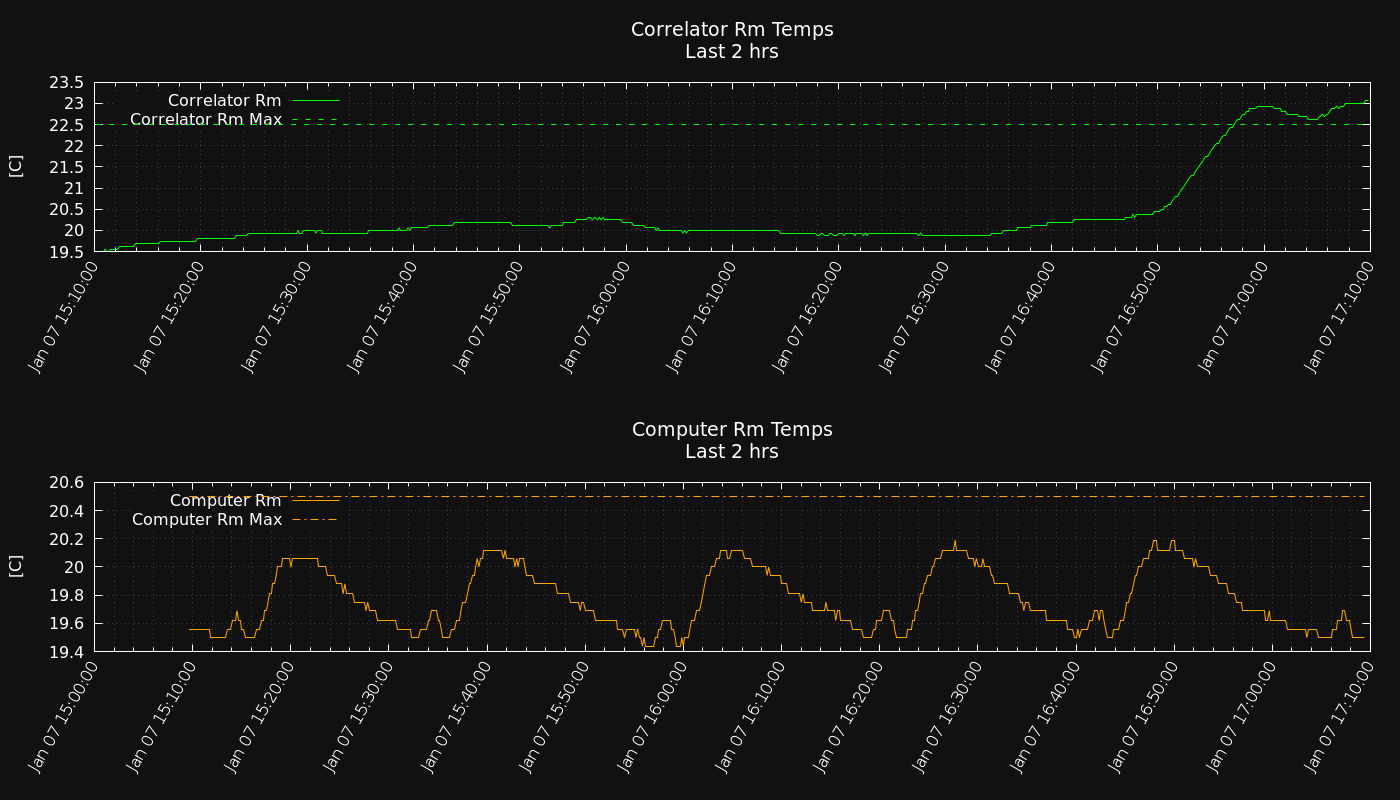 Correlator Rm Temps
Last 2 hrs
23.5
23
22.5
22
21.5
21
20.5
20
19.5
[C]
Correlator Rm
Correlator Rm Max
Jan 07 15:10:00
Jan 07 15:20:00
Jan 07 15:30:00
Jan 07 15:40:00
Jan 07 15:50:00
Jan 07 16:00:00
Jan 07 16:10:00
Jan 07 16:20:00
Jan 07 16:30:00
Jan 07 16:40:00
Jan 07 16:50:00
Jan 07 17:00:00
Jan 07 17:10:00
Computer Rm Temps
Last 2 hrs
20.6
20.4
20.2
20
19.8
19.6
19.4
[C]
Computer Rm
Computer Rm Max
Jan 07 15:00:00
Jan 07 15:10:00
Jan 07 15:20:00
Jan 07 15:30:00
Jan 07 15:40:00
Jan 07 15:50:00
Jan 07 16:00:00
Jan 07 16:10:00
Jan 07 16:20:00
Jan 07 16:30:00
Jan 07 16:40:00
Jan 07 16:50:00
Jan 07 17:00:00
Jan 07 17:10:00